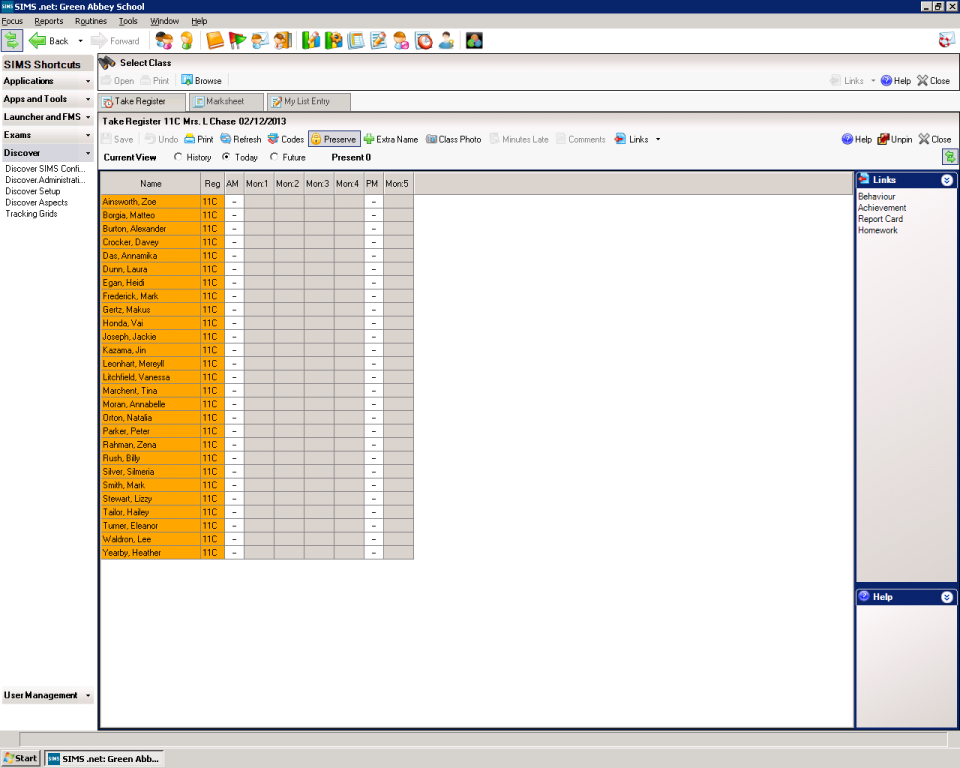 SIMS .net: Green Abbey School
Focus Reports Routines Tools Window Help
Back Forward
SIMS Shortcuts
Applications
Apps and Tools
Launcher and FMS
Exams
Discover
Discover SIMS Confi...
Discover.Administrati...
Discover Setup
Discover Aspects
Tracking Grids
User Management
Select Class
Open Print Browse Links Help Close
Take Register Marksheet My List Entry
Take Register 11C Mrs. L Chase 02/12/2013
Save Undo Print Refresh Codes Preserve Extra Name Class Photo Minutes Late Comments Links Help Unpin Close
Current View History Today Future Present 0
Name Reg AM Mon:1 Mon:2 Mon:3 Mon:4 PM Mon:5
Ainsworth, Zoe 11C - -
Borgia, Matteo 11C - -
Burton, Alexander 11C - -
Crocker, Davey 11C - -
Das, Annamika 11C - -
Dunn, Laura 11C - -
Egan, Heidi 11C - -
Frederick, Mark 11C - -
Gertz, Makus 11C - -
Honda, Vai 11C - -
Joseph, Jackie 11C - -
Kazama, Jin 11C - -
Leonhart, Mereyll 11C - -
Litchfield, Vanessa 11C - -
Marchent, Tina 11C - -
Moran, Annabelle 11C - -
Orton, Natalia 11C - -
Parker, Peter 11C - -
Rahman, Zena 11C - -
Rush, Billy 11C - -
Silver, Silmeria 11C - -
Smith, Mark 11C - -
Stewart, Lizzy 11C - -
Tailor, Hailey 11C - -
Turner, Eleanor 11C - -
Waldron, Lee 11C - -
Yearby, Heather 11C - -
Links
Behaviour
Achievement
Report Card
Homework
Help
Start SIMS .net: Green Abb...